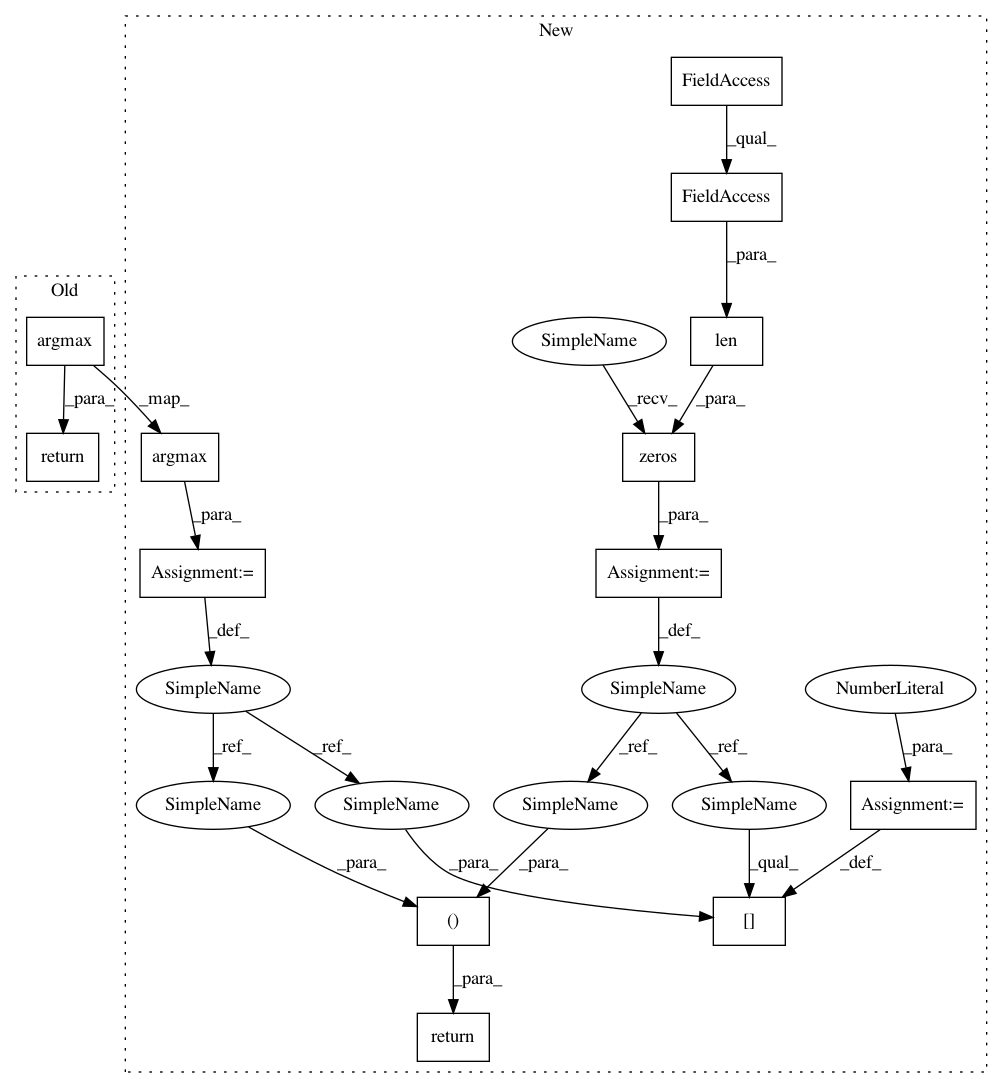 New
FieldAccess
_qual_
FieldAccess
_para_
Old
argmax
SimpleName
len
_para_
_map_
_recv_
_para_
return
argmax
zeros
_para_
_para_
Assignment:=
Assignment:=
_def_
_def_
SimpleName
SimpleName
NumberLiteral
_ref_
_ref_
_ref_
_ref_
_para_
SimpleName
SimpleName
SimpleName
SimpleName
Assignment:=
_para_
_para_
_para_
_qual_
_def_
()
[]
_para_
return